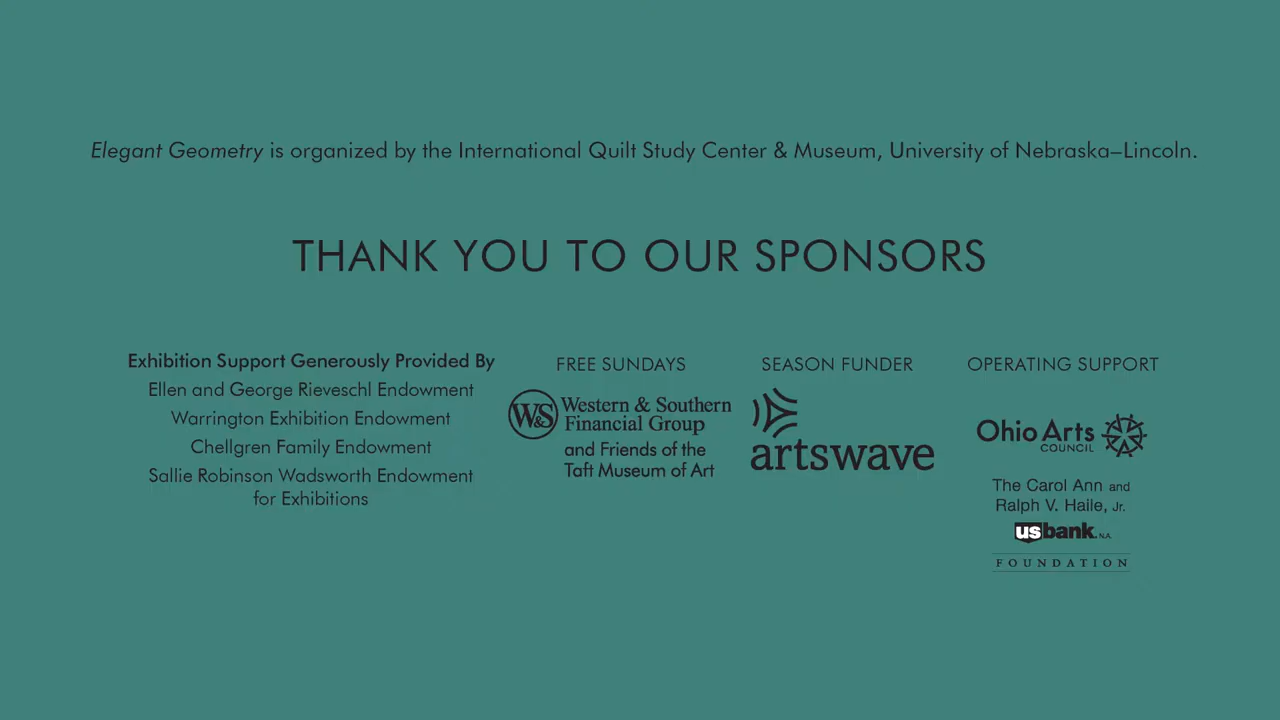 Elegant Geometry is organized by the International Quilt Study Center & Museum, University of Nebraska–Lincoln.
THANK YOU TO OUR SPONSORS
Exhibition Support Generously Provided By
Ellen and George Rieveschl Endowment
Warrington Exhibition Endowment
Chellgren Family Endowment
Sallie Robinson Wadsworth Endowment
for Exhibitions
FREE SUNDAYS
W&S
Western & Southern
Financial Group
and Friends of the
Taft Museum of Art
SEASON FUNDER
artswave
OPERATING SUPPORT
Ohio Arts
COUNCIL
The Carol Ann and
Ralph V. Haile, Jr.
usbank. N.A.
FOUNDATION